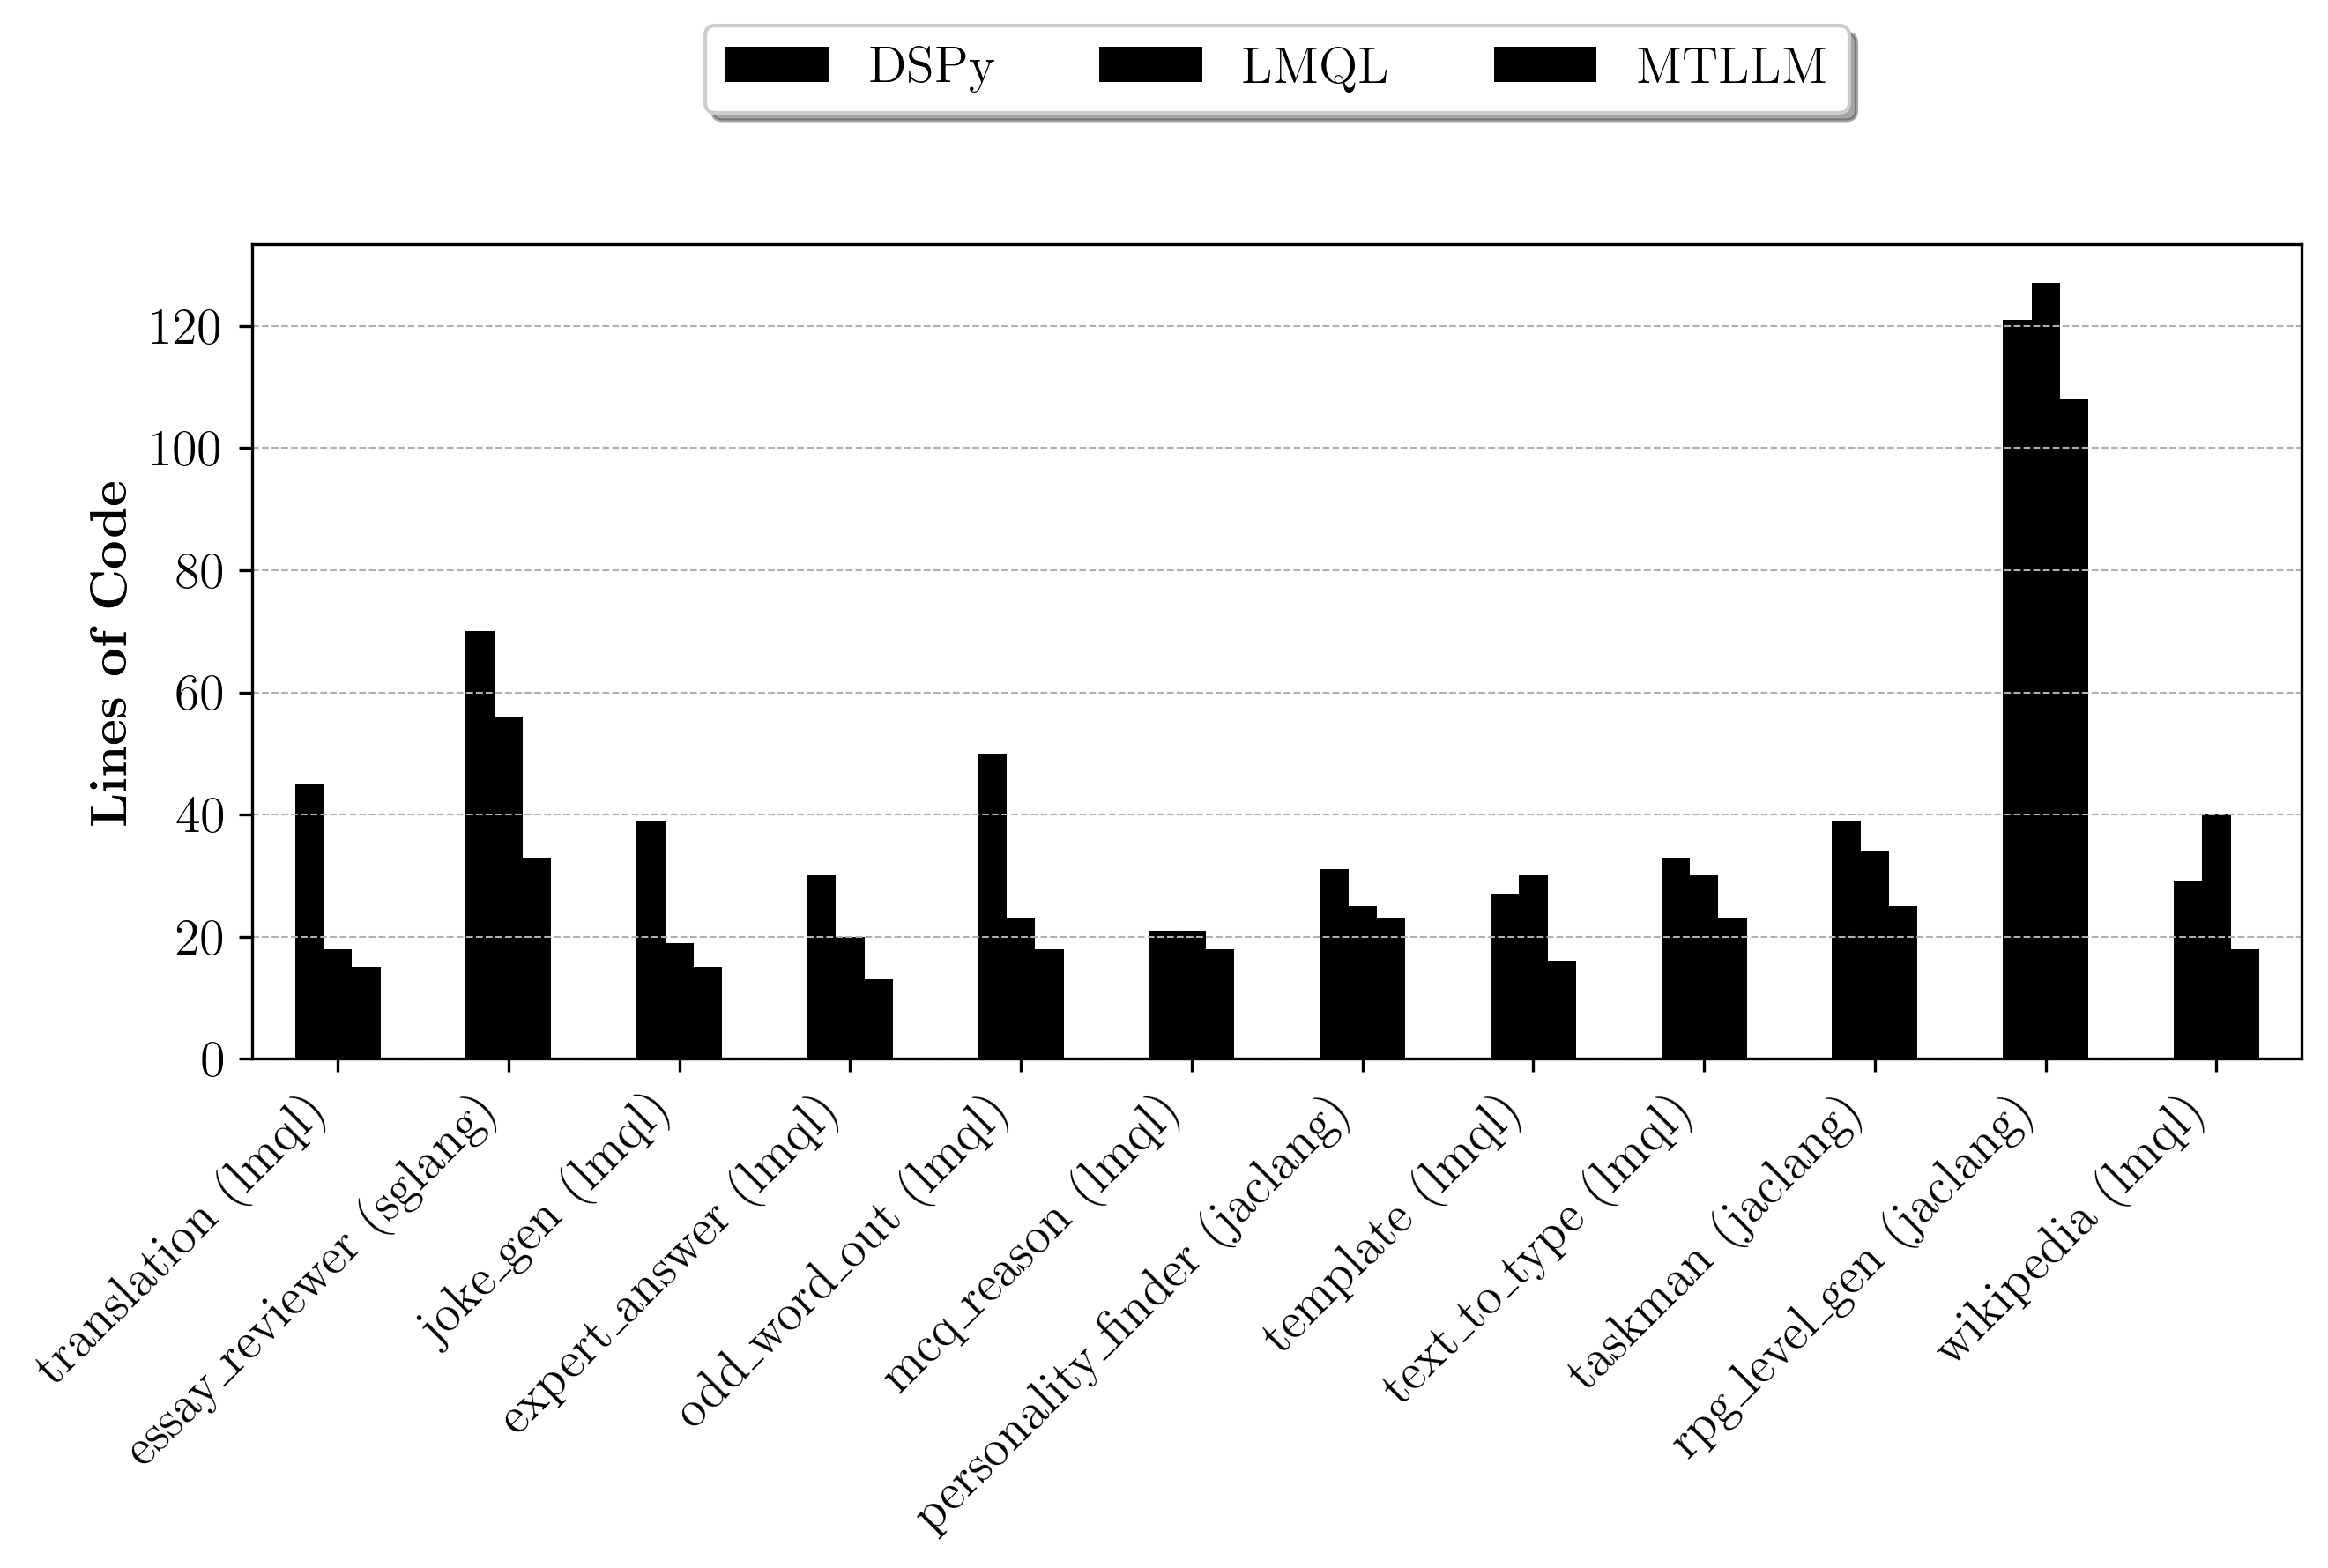 DSPy LMQL MTLLM
120
100
80
60
40
20
0
Lines of Code
translation (lmql)
essay_reviewer (sglang)
joke_gen (lmql)
expert_answer (lmql)
odd_word_out (lmql)
mcq_reason (lmql)
personality_finder (jaclang)
template (lmql)
text_to_type (lmql)
taskman (jaclang)
rpg_level_gen (jaclang)
wikipedia (lmql)